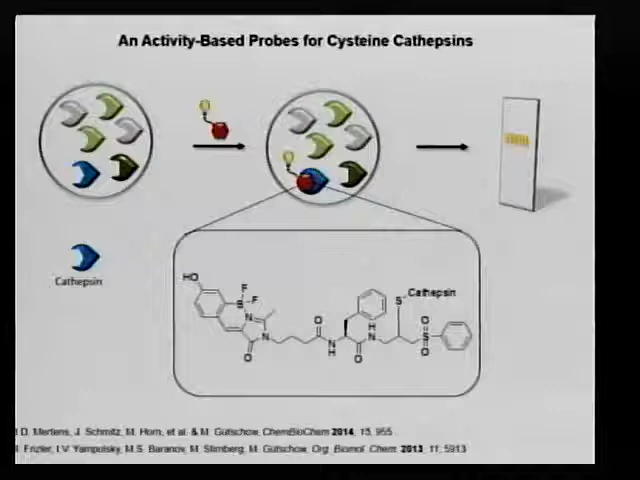 An Activity-Based Probes for Cysteine Cathepsins
Cathepsin
HO
F
B
F
N
N
O
O
N
H
O
H
N
S
Cathepsin
O
S
O
D. Mertens, J. Schmitz, M. Horn, et al. & M. Gütschow, ChemBioChem 2014, 15, 955
Frizler, I.V. Yampolsky, M.S. Baranov, M. Stirnberg, M. Gütschow, Org. Biomol. Chem. 2013, 11, 5913